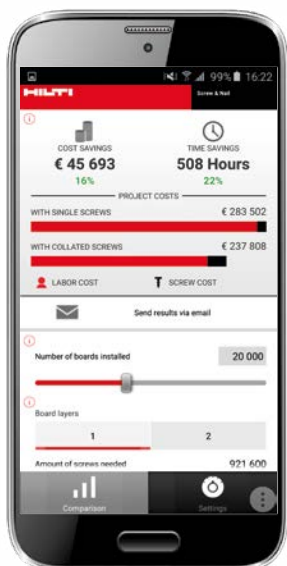 99% 16:22
HILTI
Screw & Nail
COST SAVINGS
€ 45 693
16%
TIME SAVINGS
508 Hours
22%
PROJECT COSTS
WITH SINGLE SCREWS € 283 502
WITH COLLATED SCREWS € 237 808
LABOR COST SCREW COST
Send results via email
Number of boards installed 20 000
Board layers
1 2
Amount of screws needed 921 600
Comparison Settings